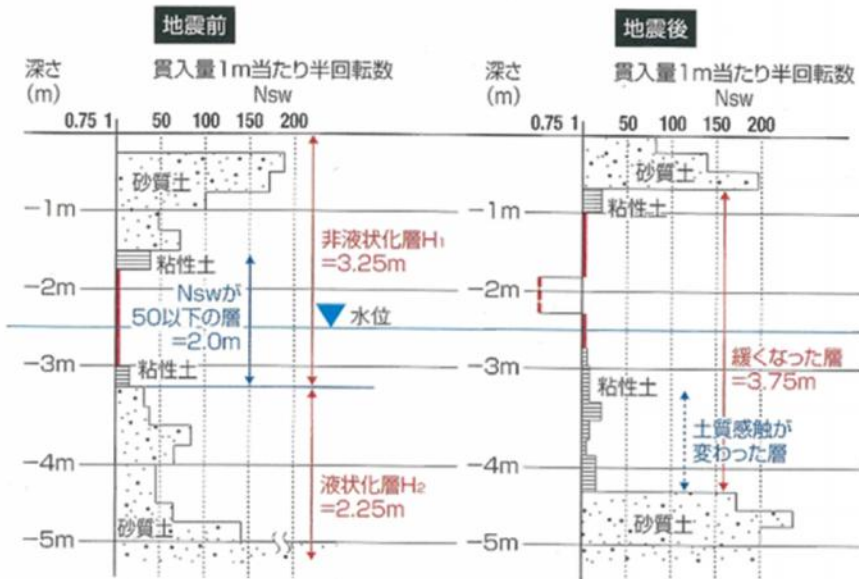 地震前
深さ
(m)
貫入量1m当たり半回転数
Nsw
0.75 1 50 100 150 200
砂質土
−1m
粘性土
非液状化層H₁
=3.25m
−2m
Nswが
50以下の層
=2.0m
水位
−3m
粘性土
−4m
液状化層H₂
=2.25m
砂質土
−5m
地震後
深さ
(m)
貫入量1m当たり半回転数
Nsw
0.75 1 50 100 150 200
砂質土
−1m
粘性土
−2m
−3m
緩くなった層
=3.75m
粘性土
土質感触が
変わった層
−4m
砂質土
−5m